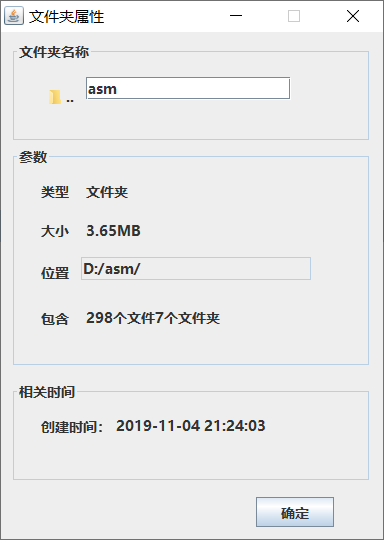 文件夹属性
文件夹名称
.. asm
参数
类型 文件夹
大小 3.65MB
位置 D:/asm/
包含 298个文件7个文件夹
相关时间
创建时间： 2019-11-04 21:24:03
确定